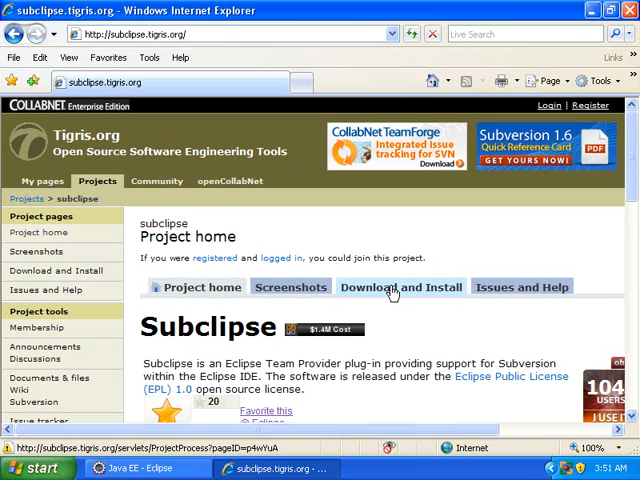 subclipse.tigris.org - Windows Internet Explorer
http://subclipse.tigris.org/
Live Search
File Edit View Favorites Tools Help
Links
subclipse.tigris.org
Page Tools
COLLABNET Enterprise Edition
Login | Register
Tigris.org
Open Source Software Engineering Tools
CollabNet TeamForge
Integrated issue
tracking for SVN
Download
Subversion 1.6
Quick Reference Card
GET YOURS NOW!
PDF
My pages Projects Community openCollabNet
Projects > subclipse
Project pages
Project home
Screenshots
Download and Install
Issues and Help
Project tools
Membership
Announcements
Discussions
Documents & files
Wiki
Subversion
Issue tracker
subclipse
Project home
If you were registered and logged in, you could join this project.
Project home Screenshots Download and Install Issues and Help
Subclipse
$1.4M Cost
Subclipse is an Eclipse Team Provider plug-in providing support for Subversion
within the Eclipse IDE. The software is released under the Eclipse Public License
(EPL) 1.0 open source license.
20
Favorite this
Eclipse
oh
104
USERS
I USE IT
http://subclipse.tigris.org/servlets/ProjectProcess?pageID=p4wYuA
Internet
100%
start
Java EE - Eclipse
subclipse.tigris.org - ...
3:51 AM